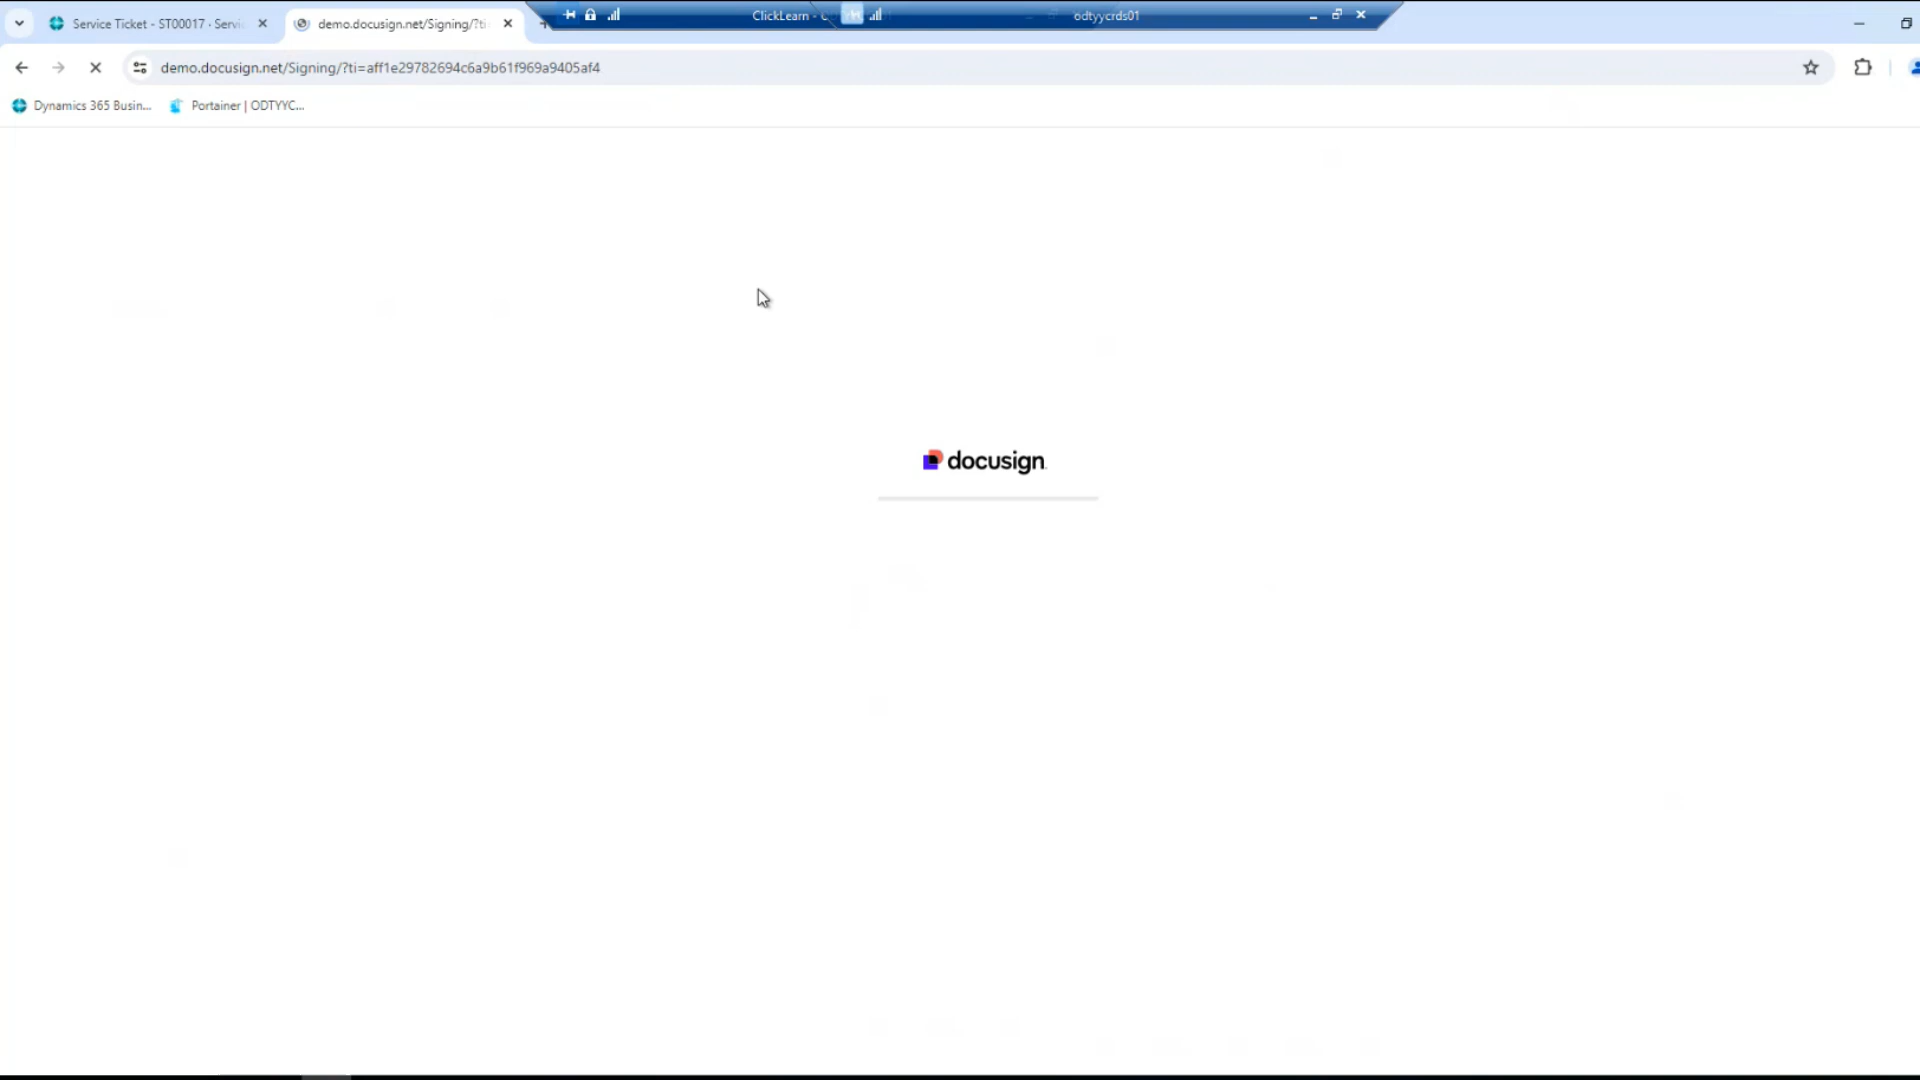 Service Ticket - ST00017 · Servi
demo.docusign.net/Signing/?ti
ClickLearn -
odtyycrds01
demo.docusign.net/Signing/?ti=aff1e29782694c6a9b61f969a9405af4
Dynamics 365 Busin...
Portainer | ODTYYC...
docusign